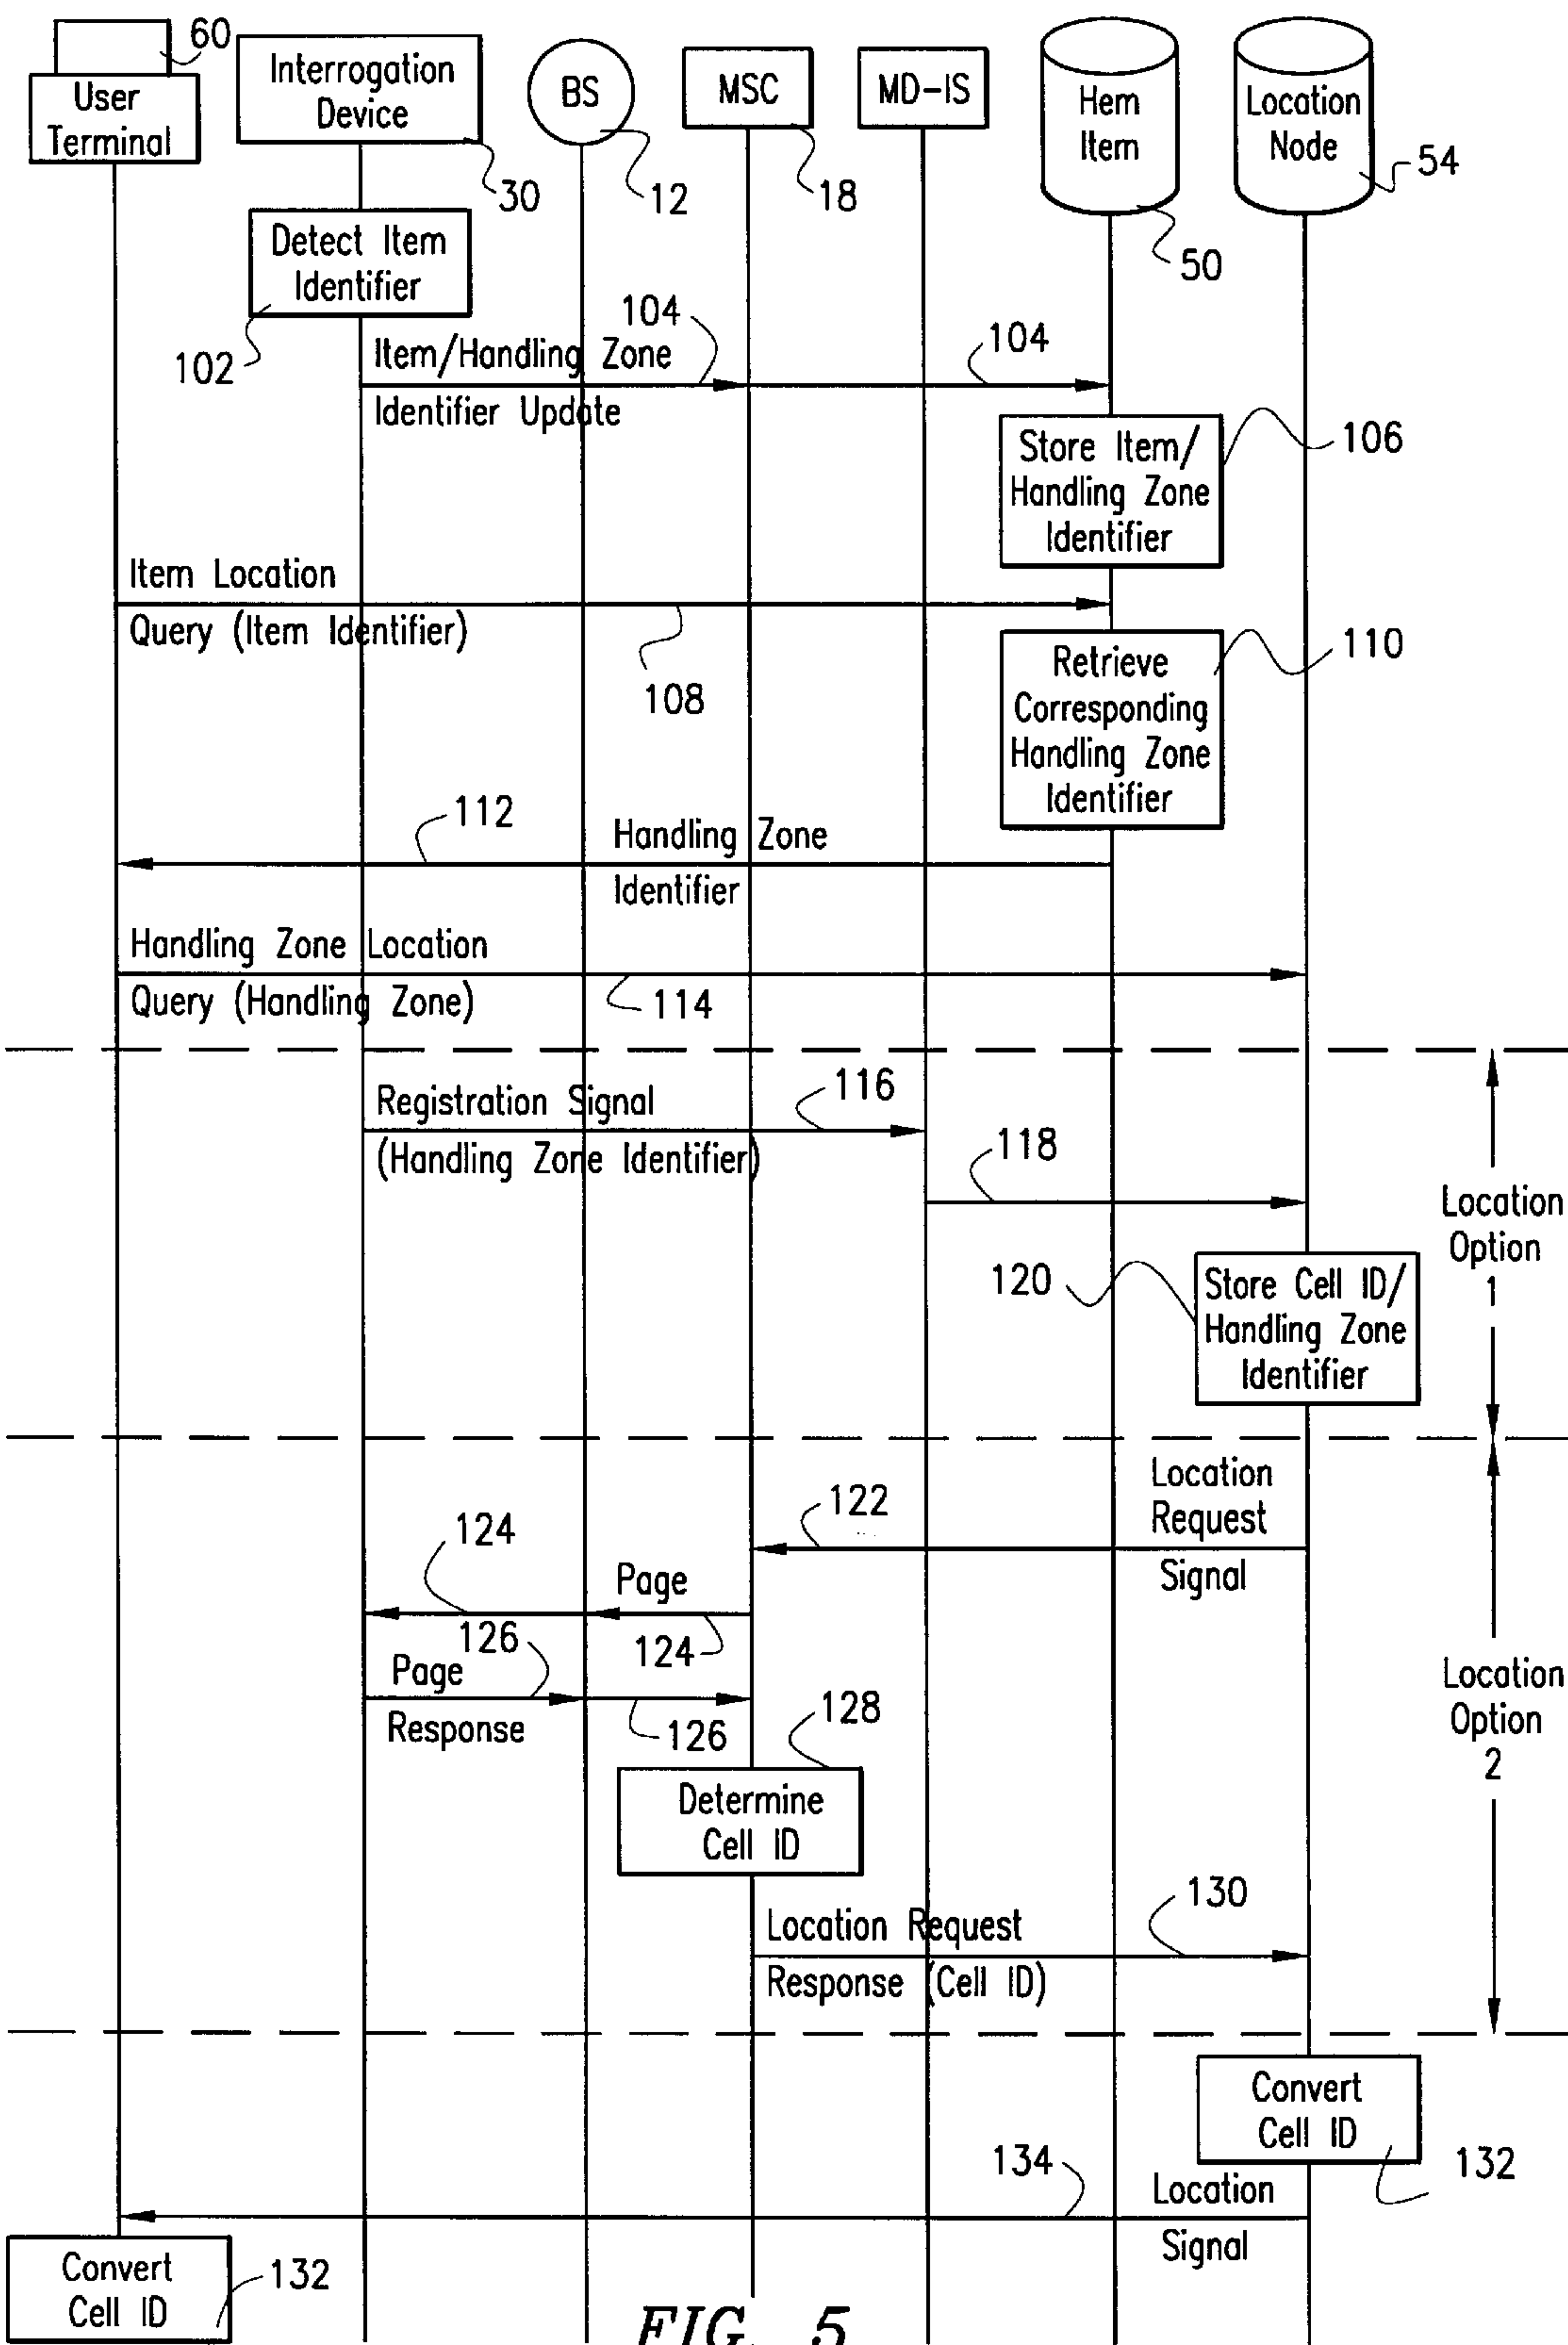 60
User
Terminal
Interrogation
Device
30
BS
12
MSC
18
MD-IS
Hem
Item
50
Location
Node
54
Detect Item
Identifier
102
104
104
Item/Handling Zone
Identifier Update
Store Item/
Handling Zone
Identifier
106
Item Location
Query (Item Identifier)
108
Retrieve
Corresponding
Handling Zone
Identifier
110
112
Handling Zone
Identifier
Handling Zone Location
Query (Handling Zone)
114
Registration Signal
(Handling Zone Identifier)
116
118
Location
Option
1
120
Store Cell ID/
Handling Zone
Identifier
Location
Request
Signal
122
124
Page
124
126
Page
Response
126
128
Location
Option
2
Determine
Cell ID
130
Location Request
Response (Cell ID)
Convert
Cell ID
132
134
Location
Signal
Convert
Cell ID
132
FIG. 5